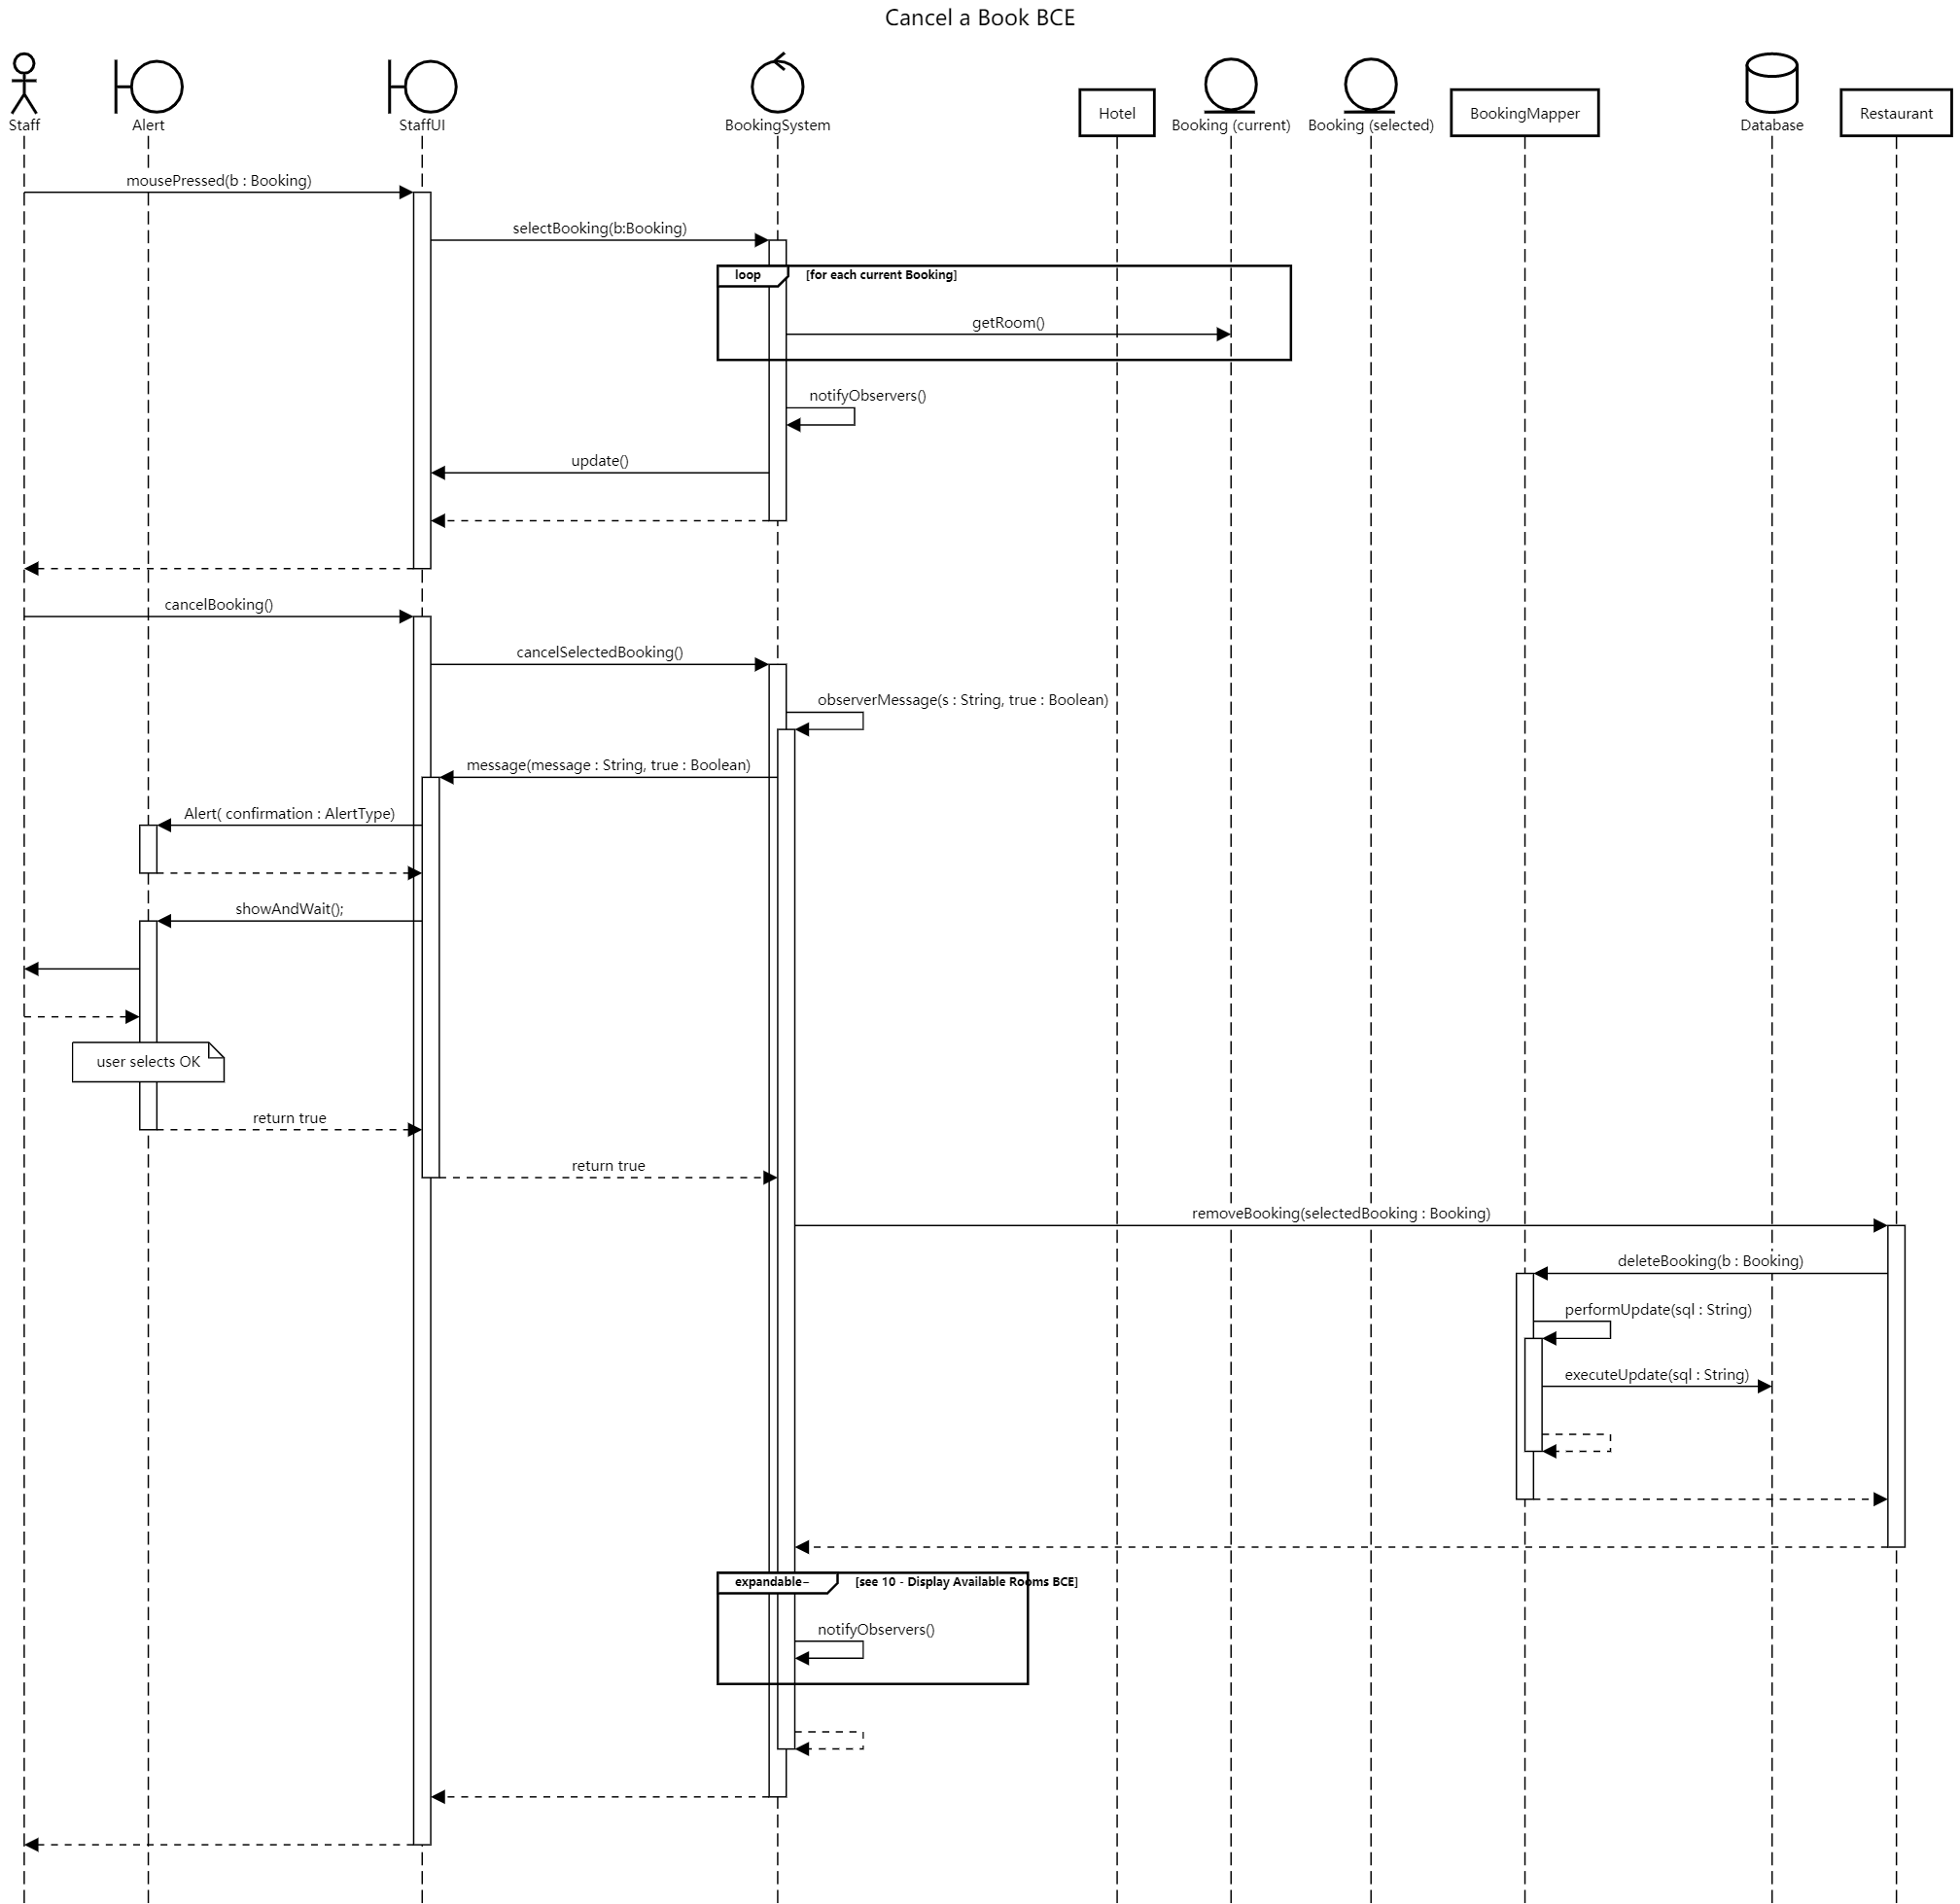 Cancel a Book BCE
Staff
Alert
StaffUI
BookingSystem
Hotel
Booking (current)
Booking (selected)
BookingMapper
Database
Restaurant
mousePressed(b : Booking)
selectBooking(b:Booking)
loop [for each current Booking]
getRoom()
notifyObservers()
update()
cancelBooking()
cancelSelectedBooking()
observerMessage(s : String, true : Boolean)
message(message : String, true : Boolean)
Alert( confirmation : AlertType)
showAndWait();
user selects OK
return true
return true
removeBooking(selectedBooking : Booking)
deleteBooking(b : Booking)
performUpdate(sql : String)
executeUpdate(sql : String)
expandable− [see 10 - Display Available Rooms BCE]
notifyObservers()